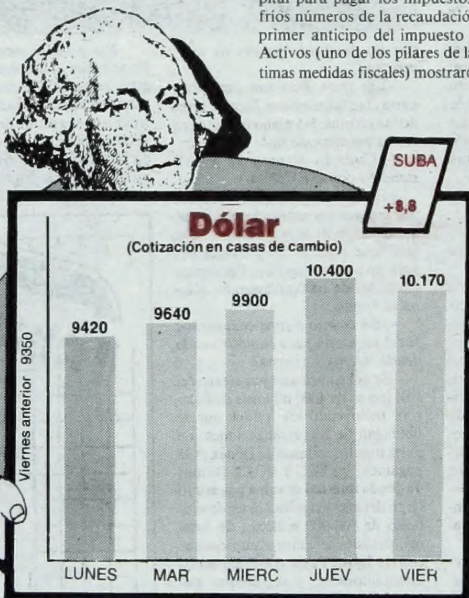 pital para pagar los impuestos
fríos números de la recaudació
primer anticipo del impuesto
Activos (uno de los pilares de la
timas medidas fiscales) mostraro
SUBA
+8,8
Dólar
(Cotización en casas de cambio)
Viernes anterior 9350
9420
9640
9900
10.400
10.170
LUNES MAR MIERC JUEV VIER